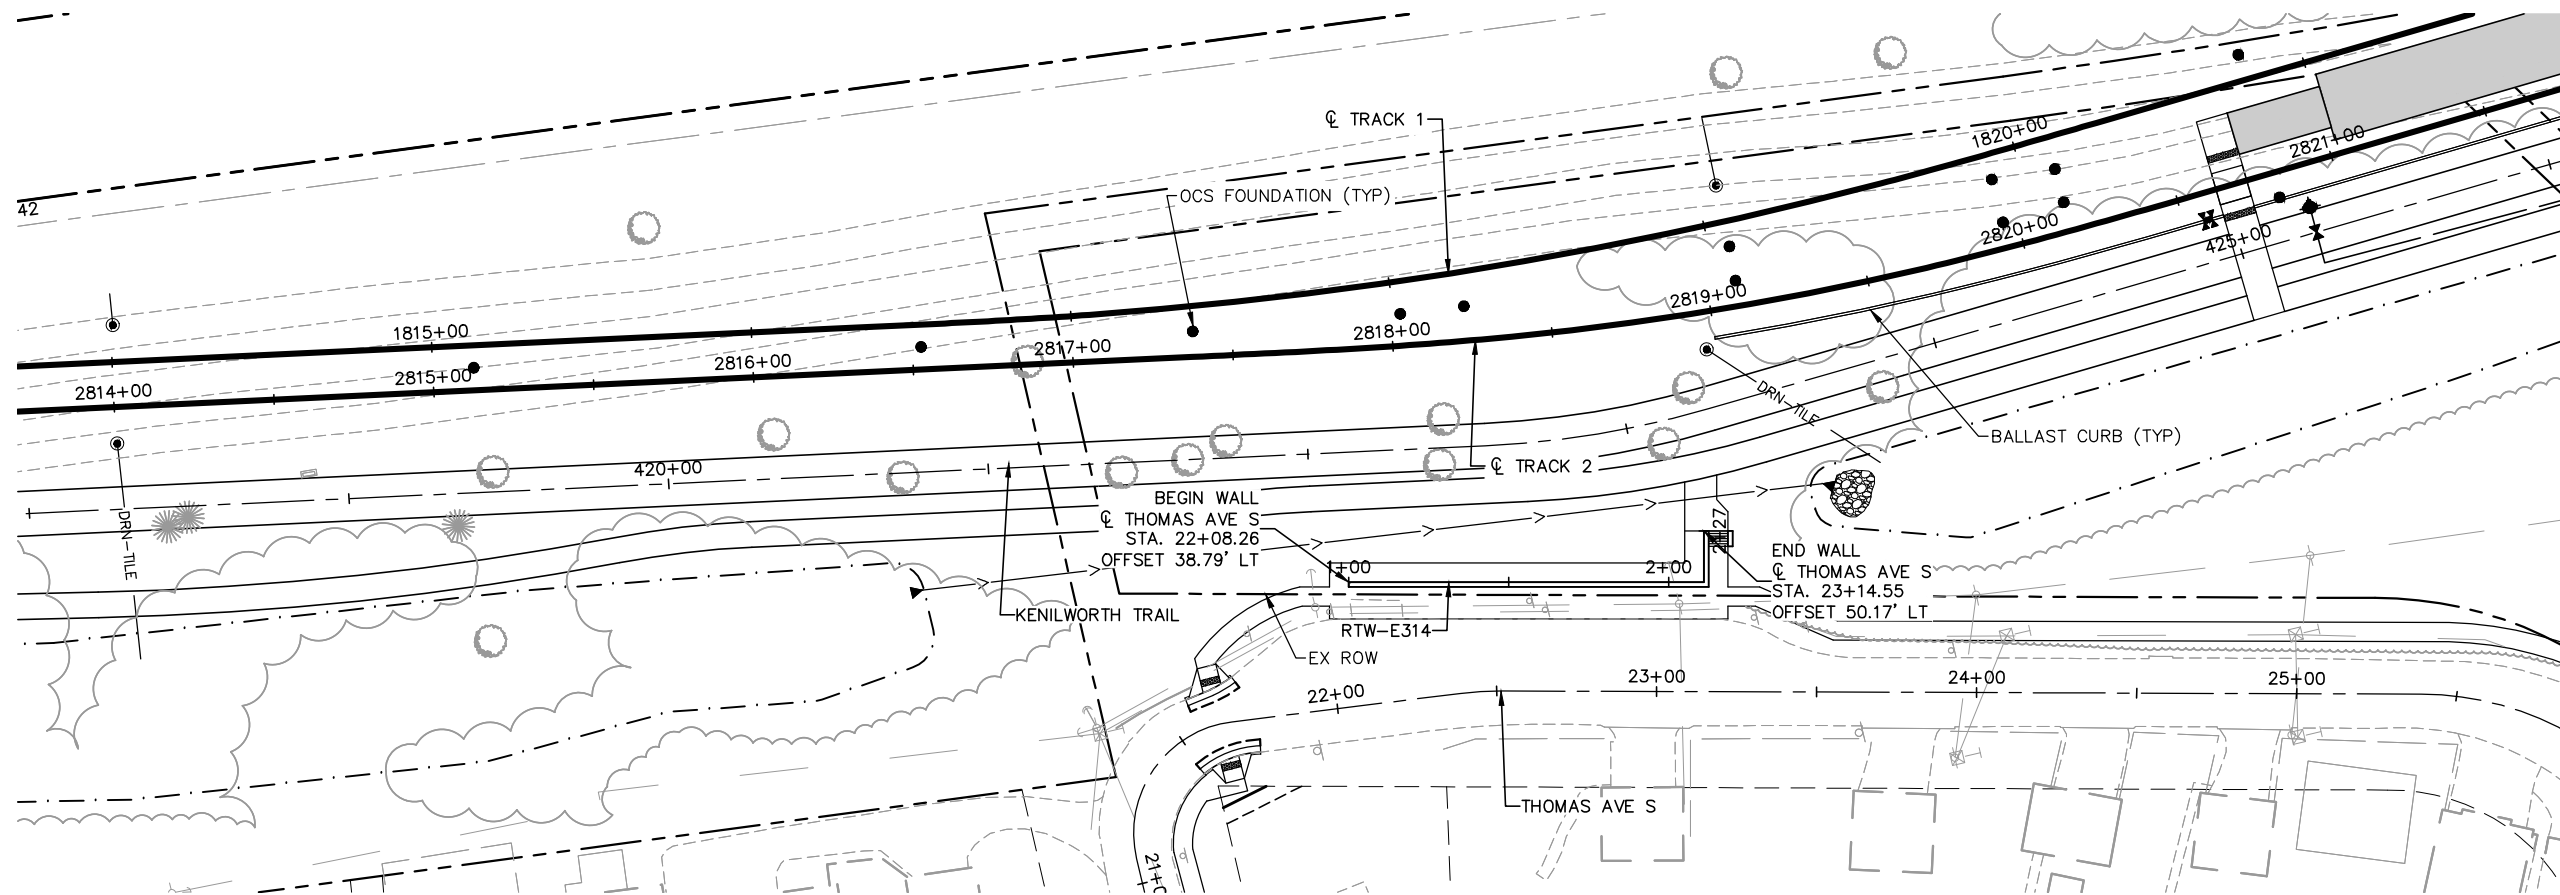 42
℄ TRACK 1
OCS FOUNDATION (TYP)
1820+00
2821+00
1815+00
2814+00
2815+00
2816+00
2817+00
2818+00
2819+00
2820+00
425+00
DRN-TILE
BALLAST CURB (TYP)
420+00
℄ TRACK 2
DRN-TILE
BEGIN WALL
℄ THOMAS AVE S
STA. 22+08.26
OFFSET 38.79' LT
1+00
2+00
END WALL
℄ THOMAS AVE S
STA. 23+14.55
OFFSET 50.17' LT
KENILWORTH TRAIL
RTW-E314
EX ROW
22+00
23+00
24+00
25+00
THOMAS AVE S